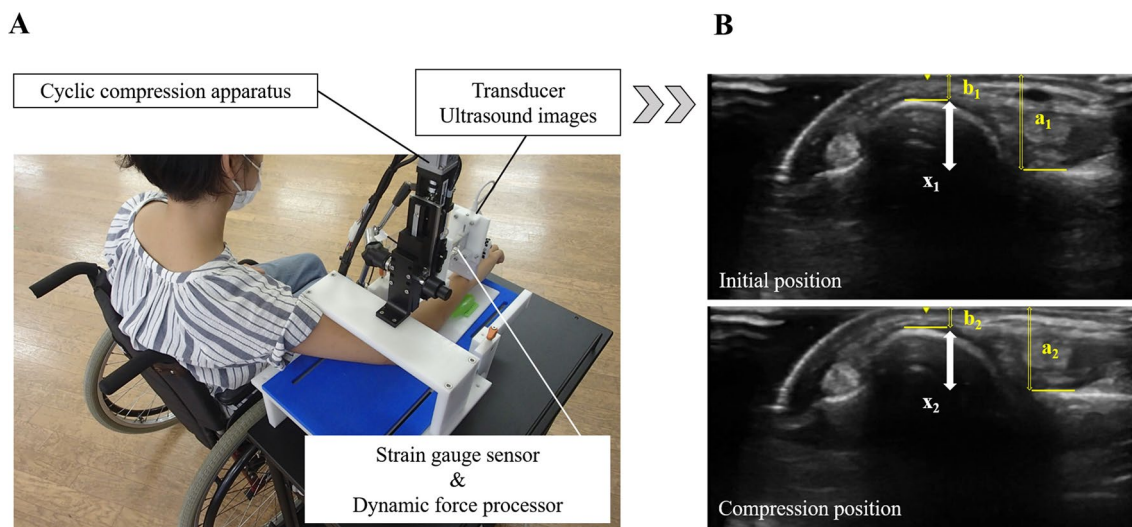 A
B
Cyclic compression apparatus
Transducer
Ultrasound images
b1
a1
x1
Initial position
b2
a2
x2
Compression position
Strain gauge sensor
&
Dynamic force processor